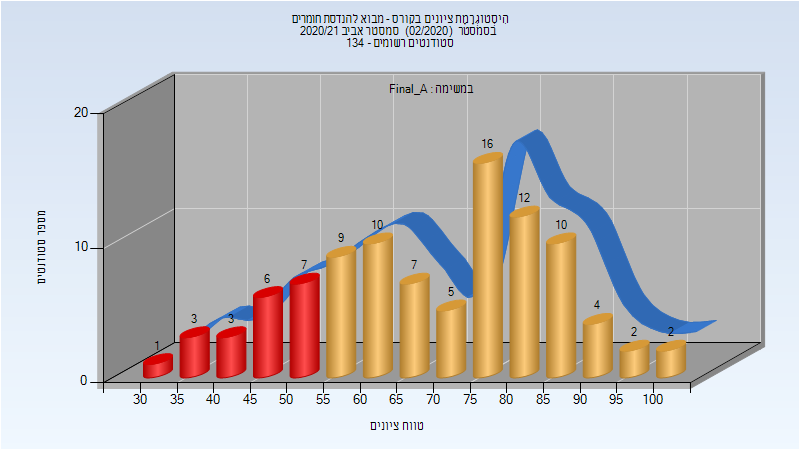 היסטוגרמת ציונים בקורס - מבוא להנדסת חומרים
בסמסטר (02/2020) סמסטר אביב 2020/21
סטודנטים רשומים - 134
במשימה : Final_A
מספר סטודנטים
20
10
0
1
3
3
6
7
9
10
7
5
16
12
10
4
2
2
30 35 40 45 50 55 60 65 70 75 80 85 90 95 100
טווח ציונים